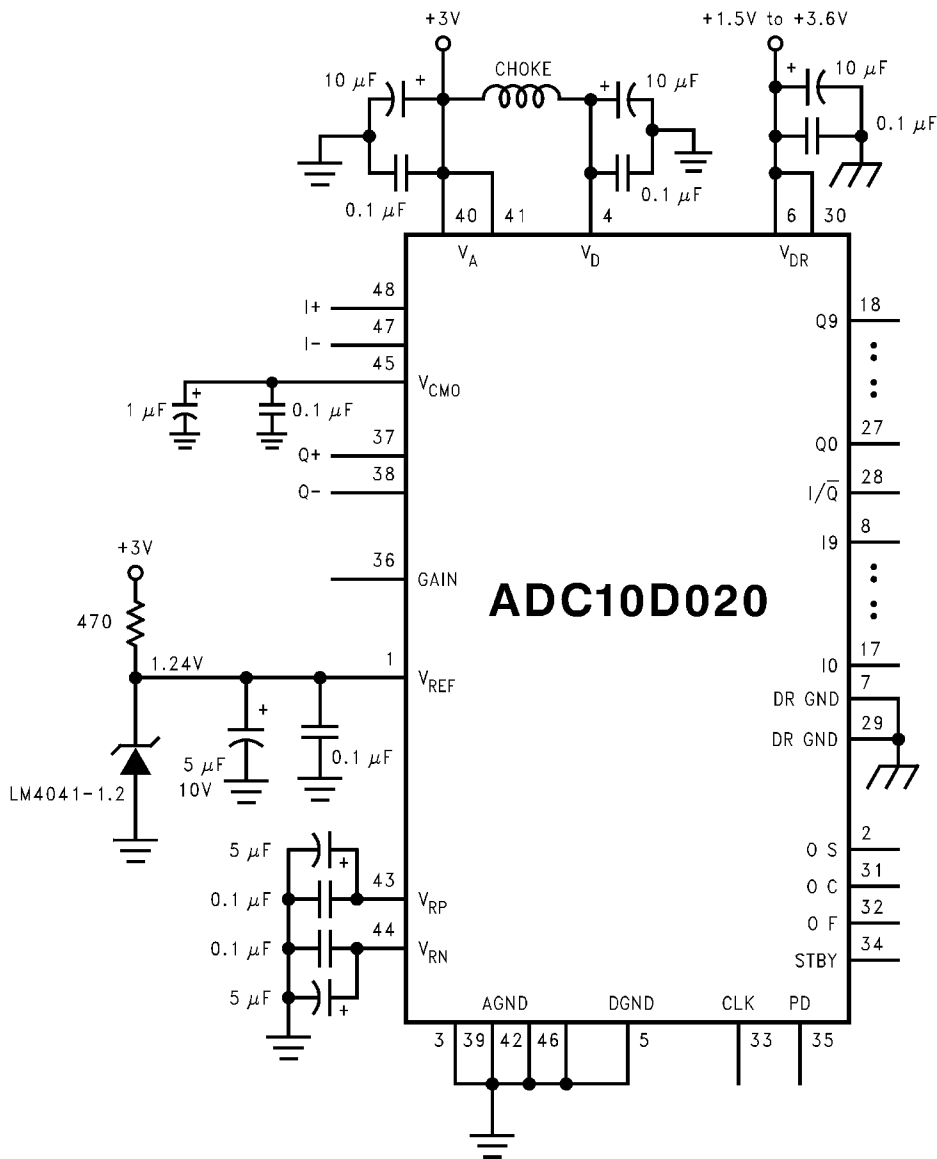 +3V
+1.5V to +3.6V
10 μF +
CHOKE
+ 10 μF
+ 10 μF
0.1 μF
0.1 μF
0.1 μF
40 41 4 6 30
VA VD VDR
48
I+
47
I-
45
VCMO
1 μF +
0.1 μF
37
Q+
38
Q-
36
GAIN
+3V
470
1.24V
1
VREF
+
5 μF
10V
0.1 μF
LM4041-1.2
5 μF +
43
0.1 μF
VRP
44
0.1 μF
VRN
5 μF +
ADC10D020
Q9 18
Q0 27
I/Q̅ 28
I9 8
I0 17
DR GND 7
DR GND 29
O S 2
O C 31
O F 32
STBY 34
AGND DGND CLK PD
3 39 42 46 5 33 35